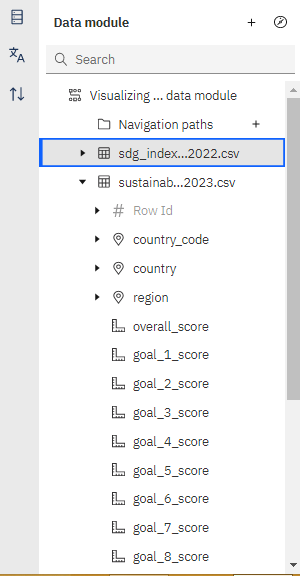 Data module
Search
Visualizing ... data module
Navigation paths
sdg_index...2022.csv
sustainab...2023.csv
Row Id
country_code
country
region
overall_score
goal_1_score
goal_2_score
goal_3_score
goal_4_score
goal_5_score
goal_6_score
goal_7_score
goal_8_score